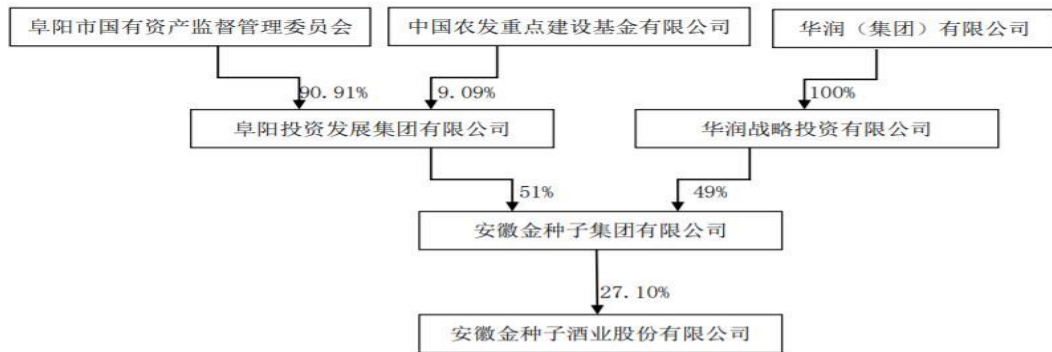 阜阳市国有资产监督管理委员会
中国农发重点建设基金有限公司
华润（集团）有限公司
90.91%
9.09%
100%
阜阳投资发展集团有限公司
华润战略投资有限公司
51%
49%
安徽金种子集团有限公司
27.10%
安徽金种子酒业股份有限公司